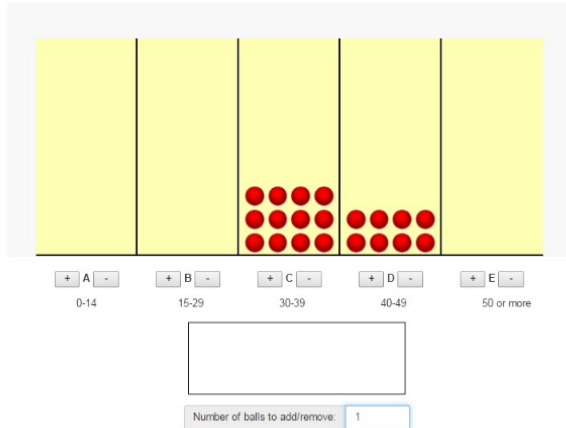 + A - + B - + C - + D - + E -
0-14 15-29 30-39 40-49 50 or more
Number of balls to add/remove: 1